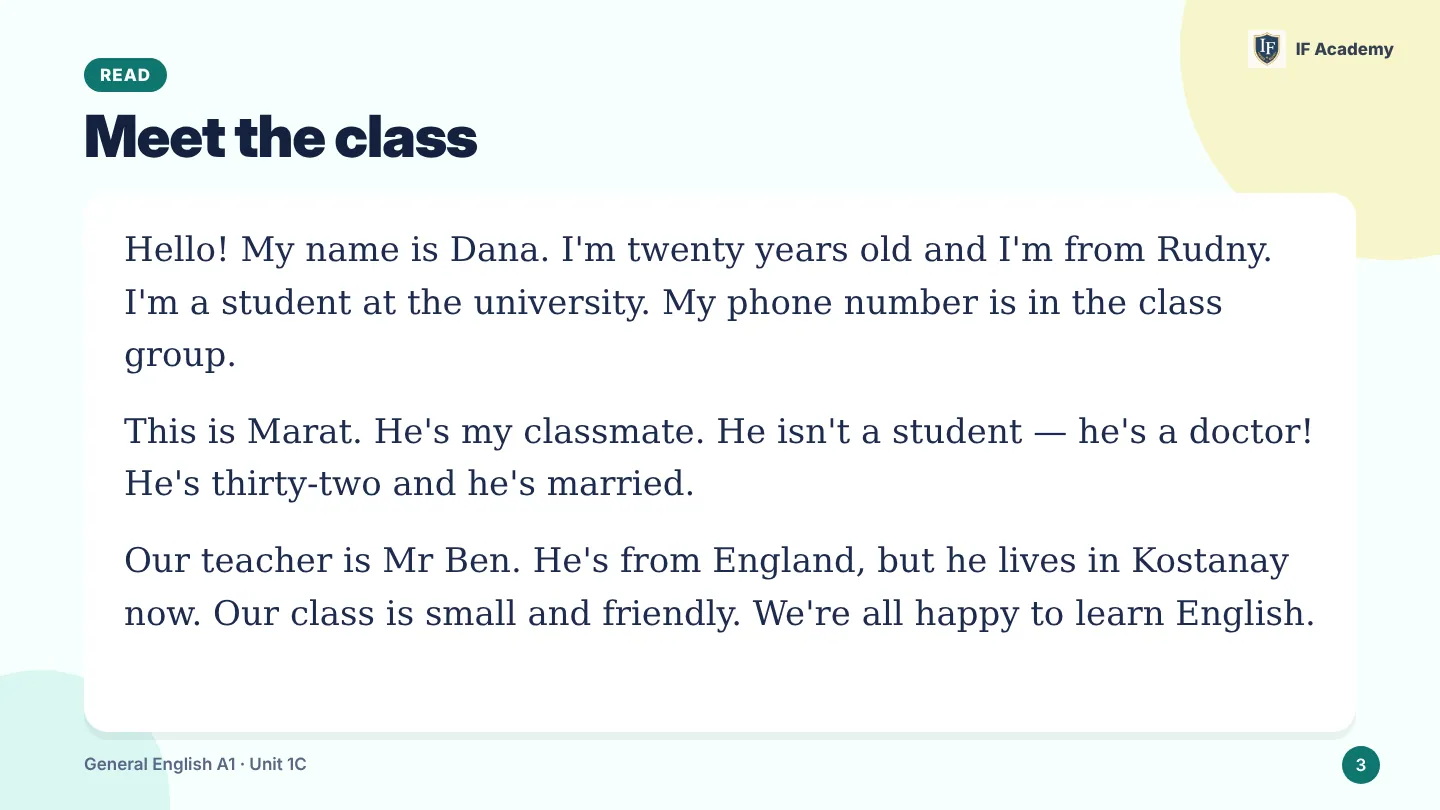 IF
IF Academy
READ
Meet the class
Hello! My name is Dana. I'm twenty years old and I'm from Rudny.
I'm a student at the university. My phone number is in the class
group.
This is Marat. He's my classmate. He isn't a student — he's a doctor!
He's thirty-two and he's married.
Our teacher is Mr Ben. He's from England, but he lives in Kostanay
now. Our class is small and friendly. We're all happy to learn English.
General English A1 · Unit 1C
3